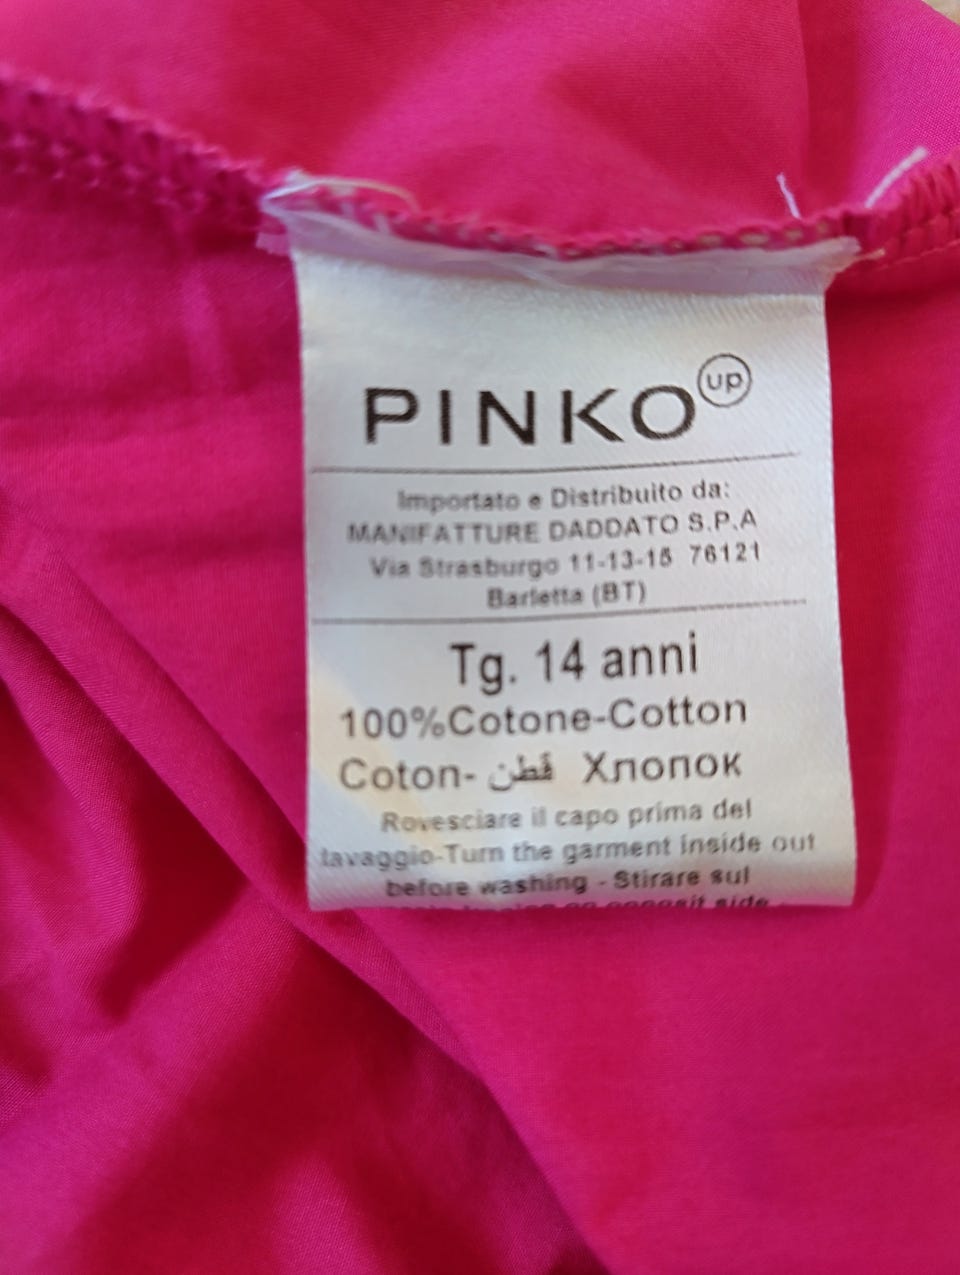 PINKO up
Importato e Distribuito da:
MANIFATTURE DADDATO S.P.A
Via Strasburgo 11-13-15 76121
Barletta (BT)
Tg. 14 anni
100%Cotone-Cotton
Coton- قطن Хлопок
Rovesciare il capo prima del
lavaggio-Turn the garment inside out
before washing - Stirare sul
side